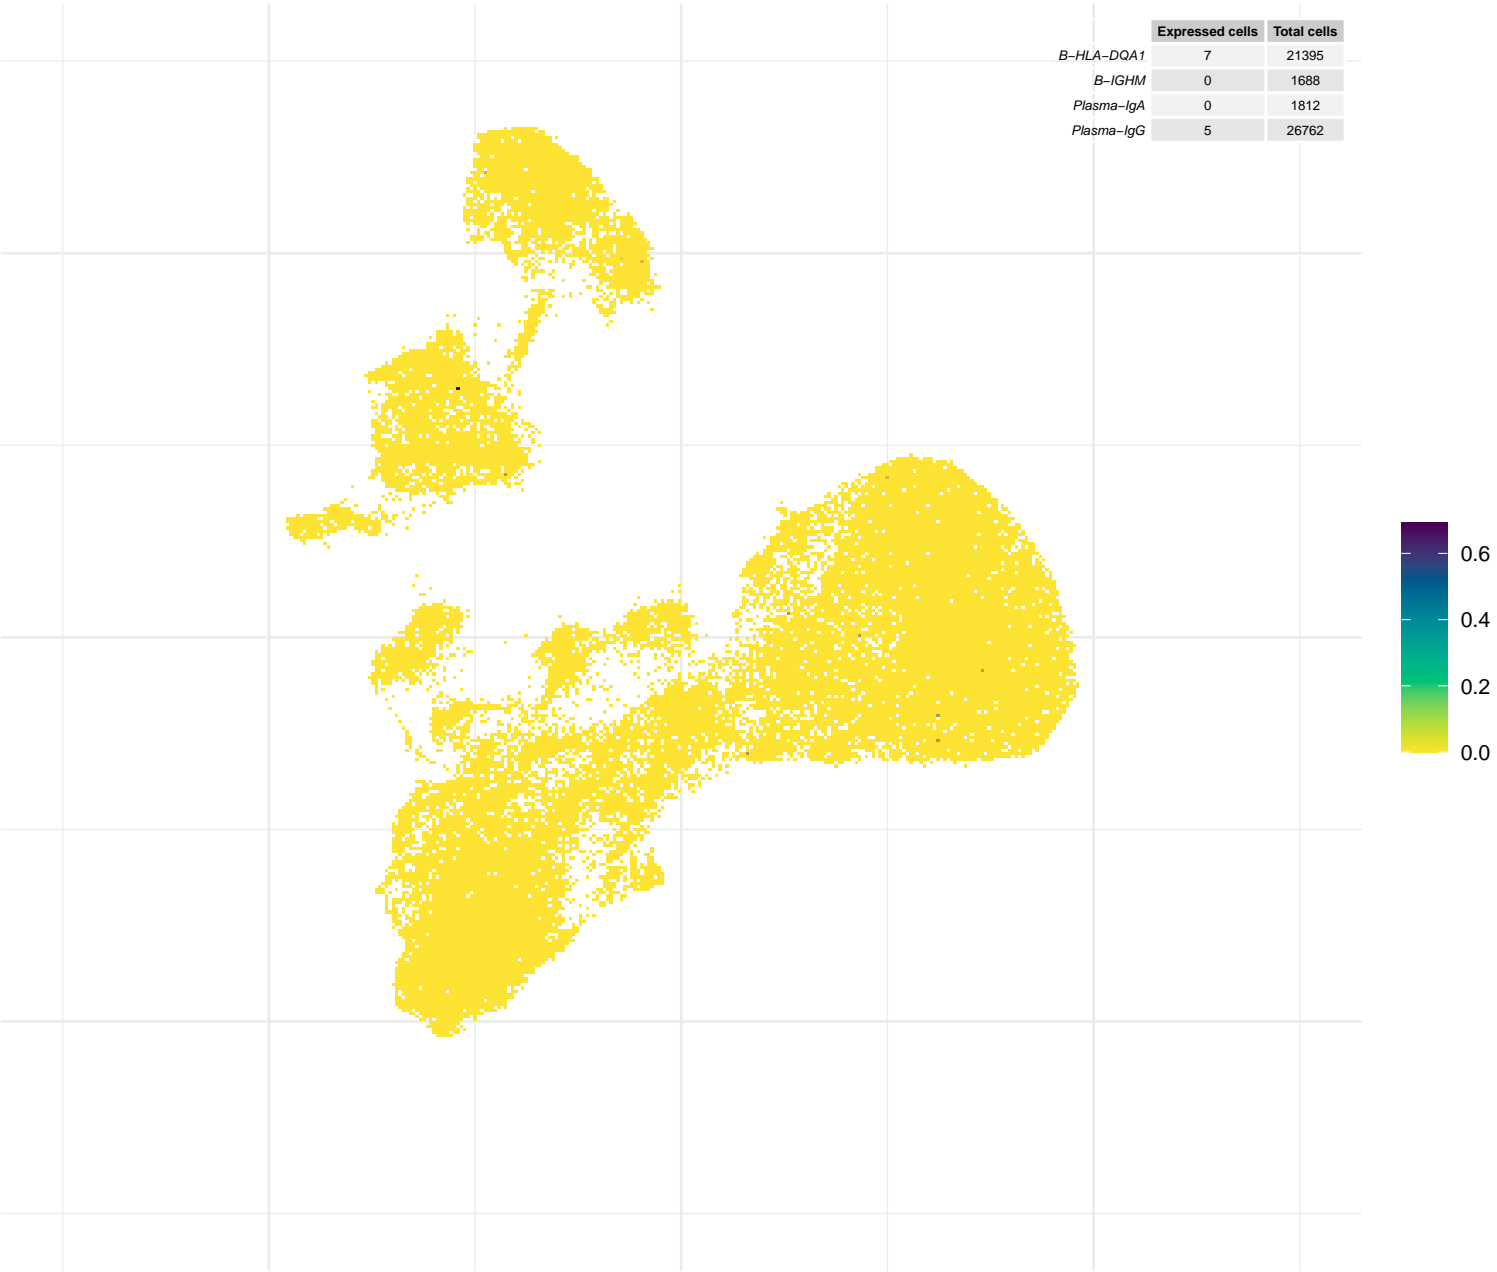 Expressed cells Total cells
B−HLA−DQA1 7 21395
B−IGHM 0 1688
Plasma−IgA 0 1812
Plasma−IgG 5 26762
0.6
0.4
0.2
0.0